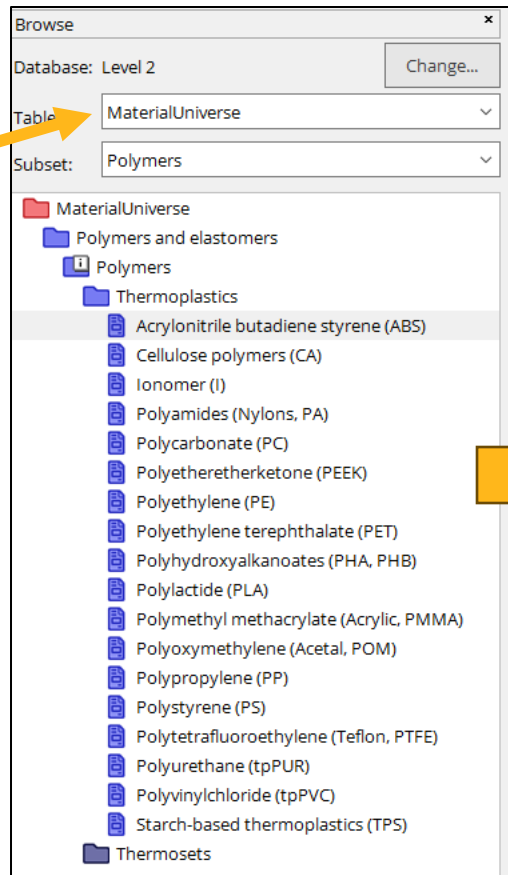 Browse
×
Database: Level 2
Change...
Table
MaterialUniverse
Subset:
Polymers
MaterialUniverse
Polymers and elastomers
Polymers
Thermoplastics
Acrylonitrile butadiene styrene (ABS)
Cellulose polymers (CA)
Ionomer (I)
Polyamides (Nylons, PA)
Polycarbonate (PC)
Polyetheretherketone (PEEK)
Polyethylene (PE)
Polyethylene terephthalate (PET)
Polyhydroxyalkanoates (PHA, PHB)
Polylactide (PLA)
Polymethyl methacrylate (Acrylic, PMMA)
Polyoxymethylene (Acetal, POM)
Polypropylene (PP)
Polystyrene (PS)
Polytetrafluoroethylene (Teflon, PTFE)
Polyurethane (tpPUR)
Polyvinylchloride (tpPVC)
Starch-based thermoplastics (TPS)
Thermosets